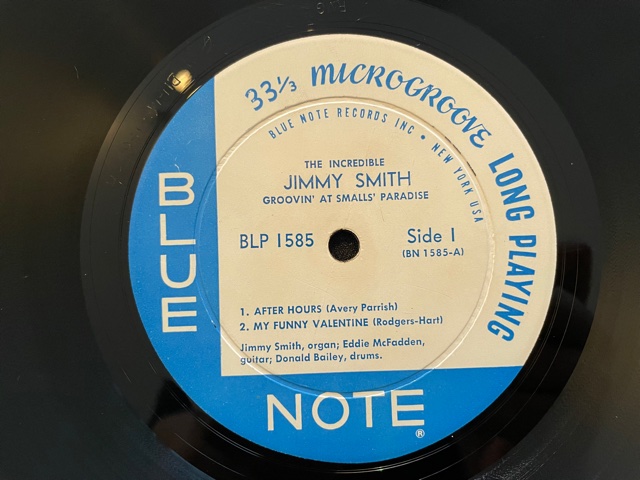 33⅓ MICROGROOVE LONG PLAYING
BLUE NOTE RECORDS INC • NEW YORK USA
THE INCREDIBLE
JIMMY SMITH
GROOVIN' AT SMALLS' PARADISE
BLP 1585
Side 1
(BN 1585-A)
1. AFTER HOURS (Avery Parrish)
2. MY FUNNY VALENTINE (Rodgers-Hart)
Jimmy Smith, organ; Eddie McFadden,
guitar; Donald Bailey, drums.
BLUE
NOTE®